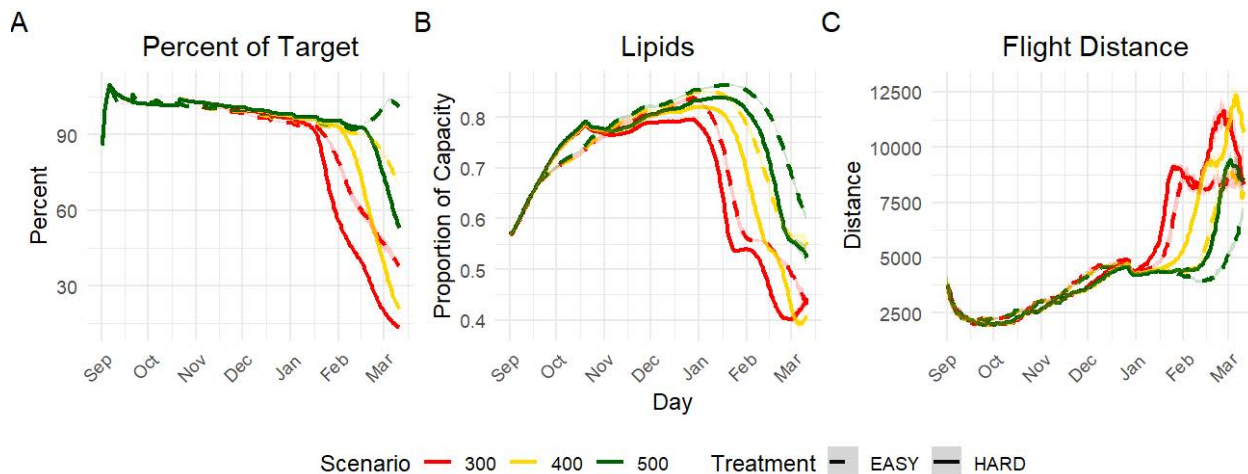 A
Percent of Target
Percent
90
60
30
Sep
Oct
Nov
Dec
Jan
Feb
Mar
B
Lipids
Proportion of Capacity
0.8
0.7
0.6
0.5
0.4
Sep
Oct
Nov
Dec
Jan
Feb
Mar
Day
C
Flight Distance
Distance
12500
10000
7500
5000
2500
Sep
Oct
Nov
Dec
Jan
Feb
Mar
Scenario 300 400 500 Treatment EASY HARD